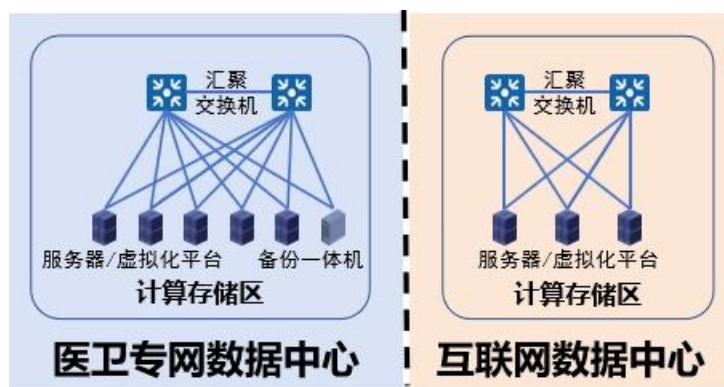 汇聚
交换机
服务器/虚拟化平台
备份一体机
计算存储区
医卫专网数据中心
汇聚
交换机
服务器/虚拟化平台
计算存储区
互联网数据中心